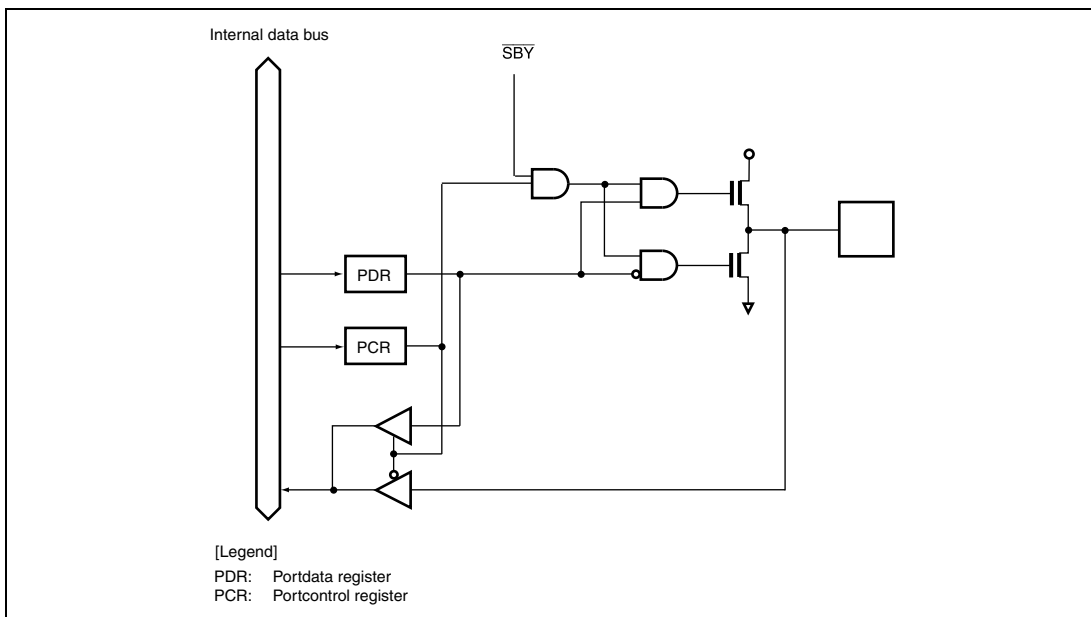 Internal data bus
SBY
PDR
PCR
[Legend]
PDR: Portdata register
PCR: Portcontrol register